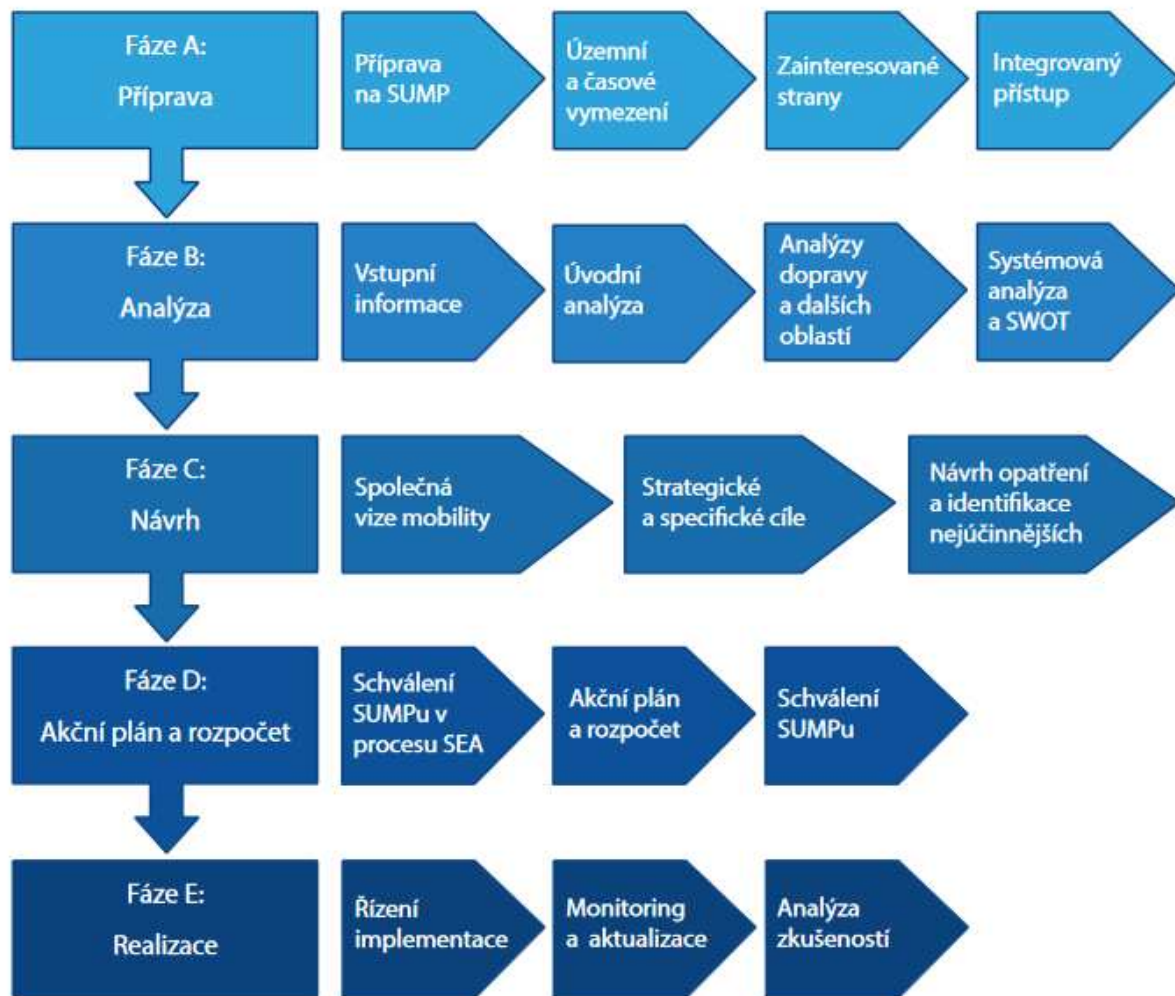 Fáze A:
Příprava
Příprava
na SUMP
Územní
a časové
vymezení
Zainteresované
strany
Integrovaný
přístup
Fáze B:
Analýza
Vstupní
informace
Úvodní
analýza
Analýzy
dopravy
a dalších
oblastí
Systémová
analýza
a SWOT
Fáze C:
Návrh
Společná
vize mobility
Strategické
a specifické cíle
Návrh opatření
a identifikace
nejúčinnějších
Fáze D:
Akční plán a rozpočet
Schválení
SUMPu v
procesu SEA
Akční plán
a rozpočet
Schválení
SUMPu
Fáze E:
Realizace
Řízení
implementace
Monitoring
a aktualizace
Analýza
zkušeností